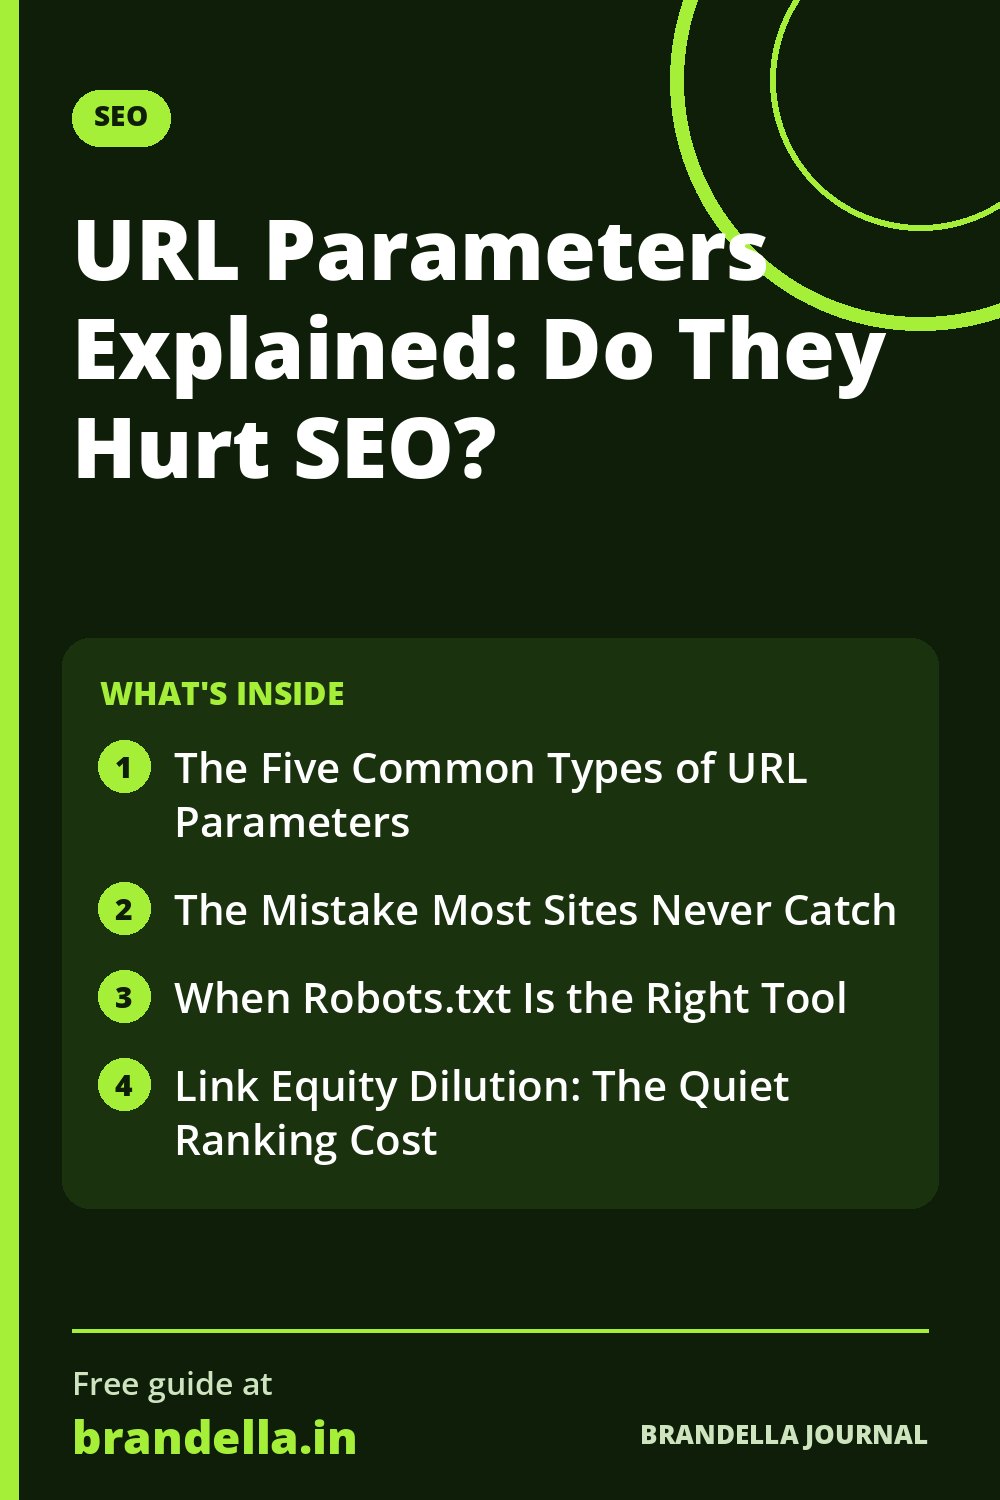 SEO
URL Parameters
Explained: Do They
Hurt SEO?
WHAT'S INSIDE
1 The Five Common Types of URL
Parameters
2 The Mistake Most Sites Never Catch
3 When Robots.txt Is the Right Tool
4 Link Equity Dilution: The Quiet
Ranking Cost
Free guide at
brandella.in
BRANDELLA JOURNAL